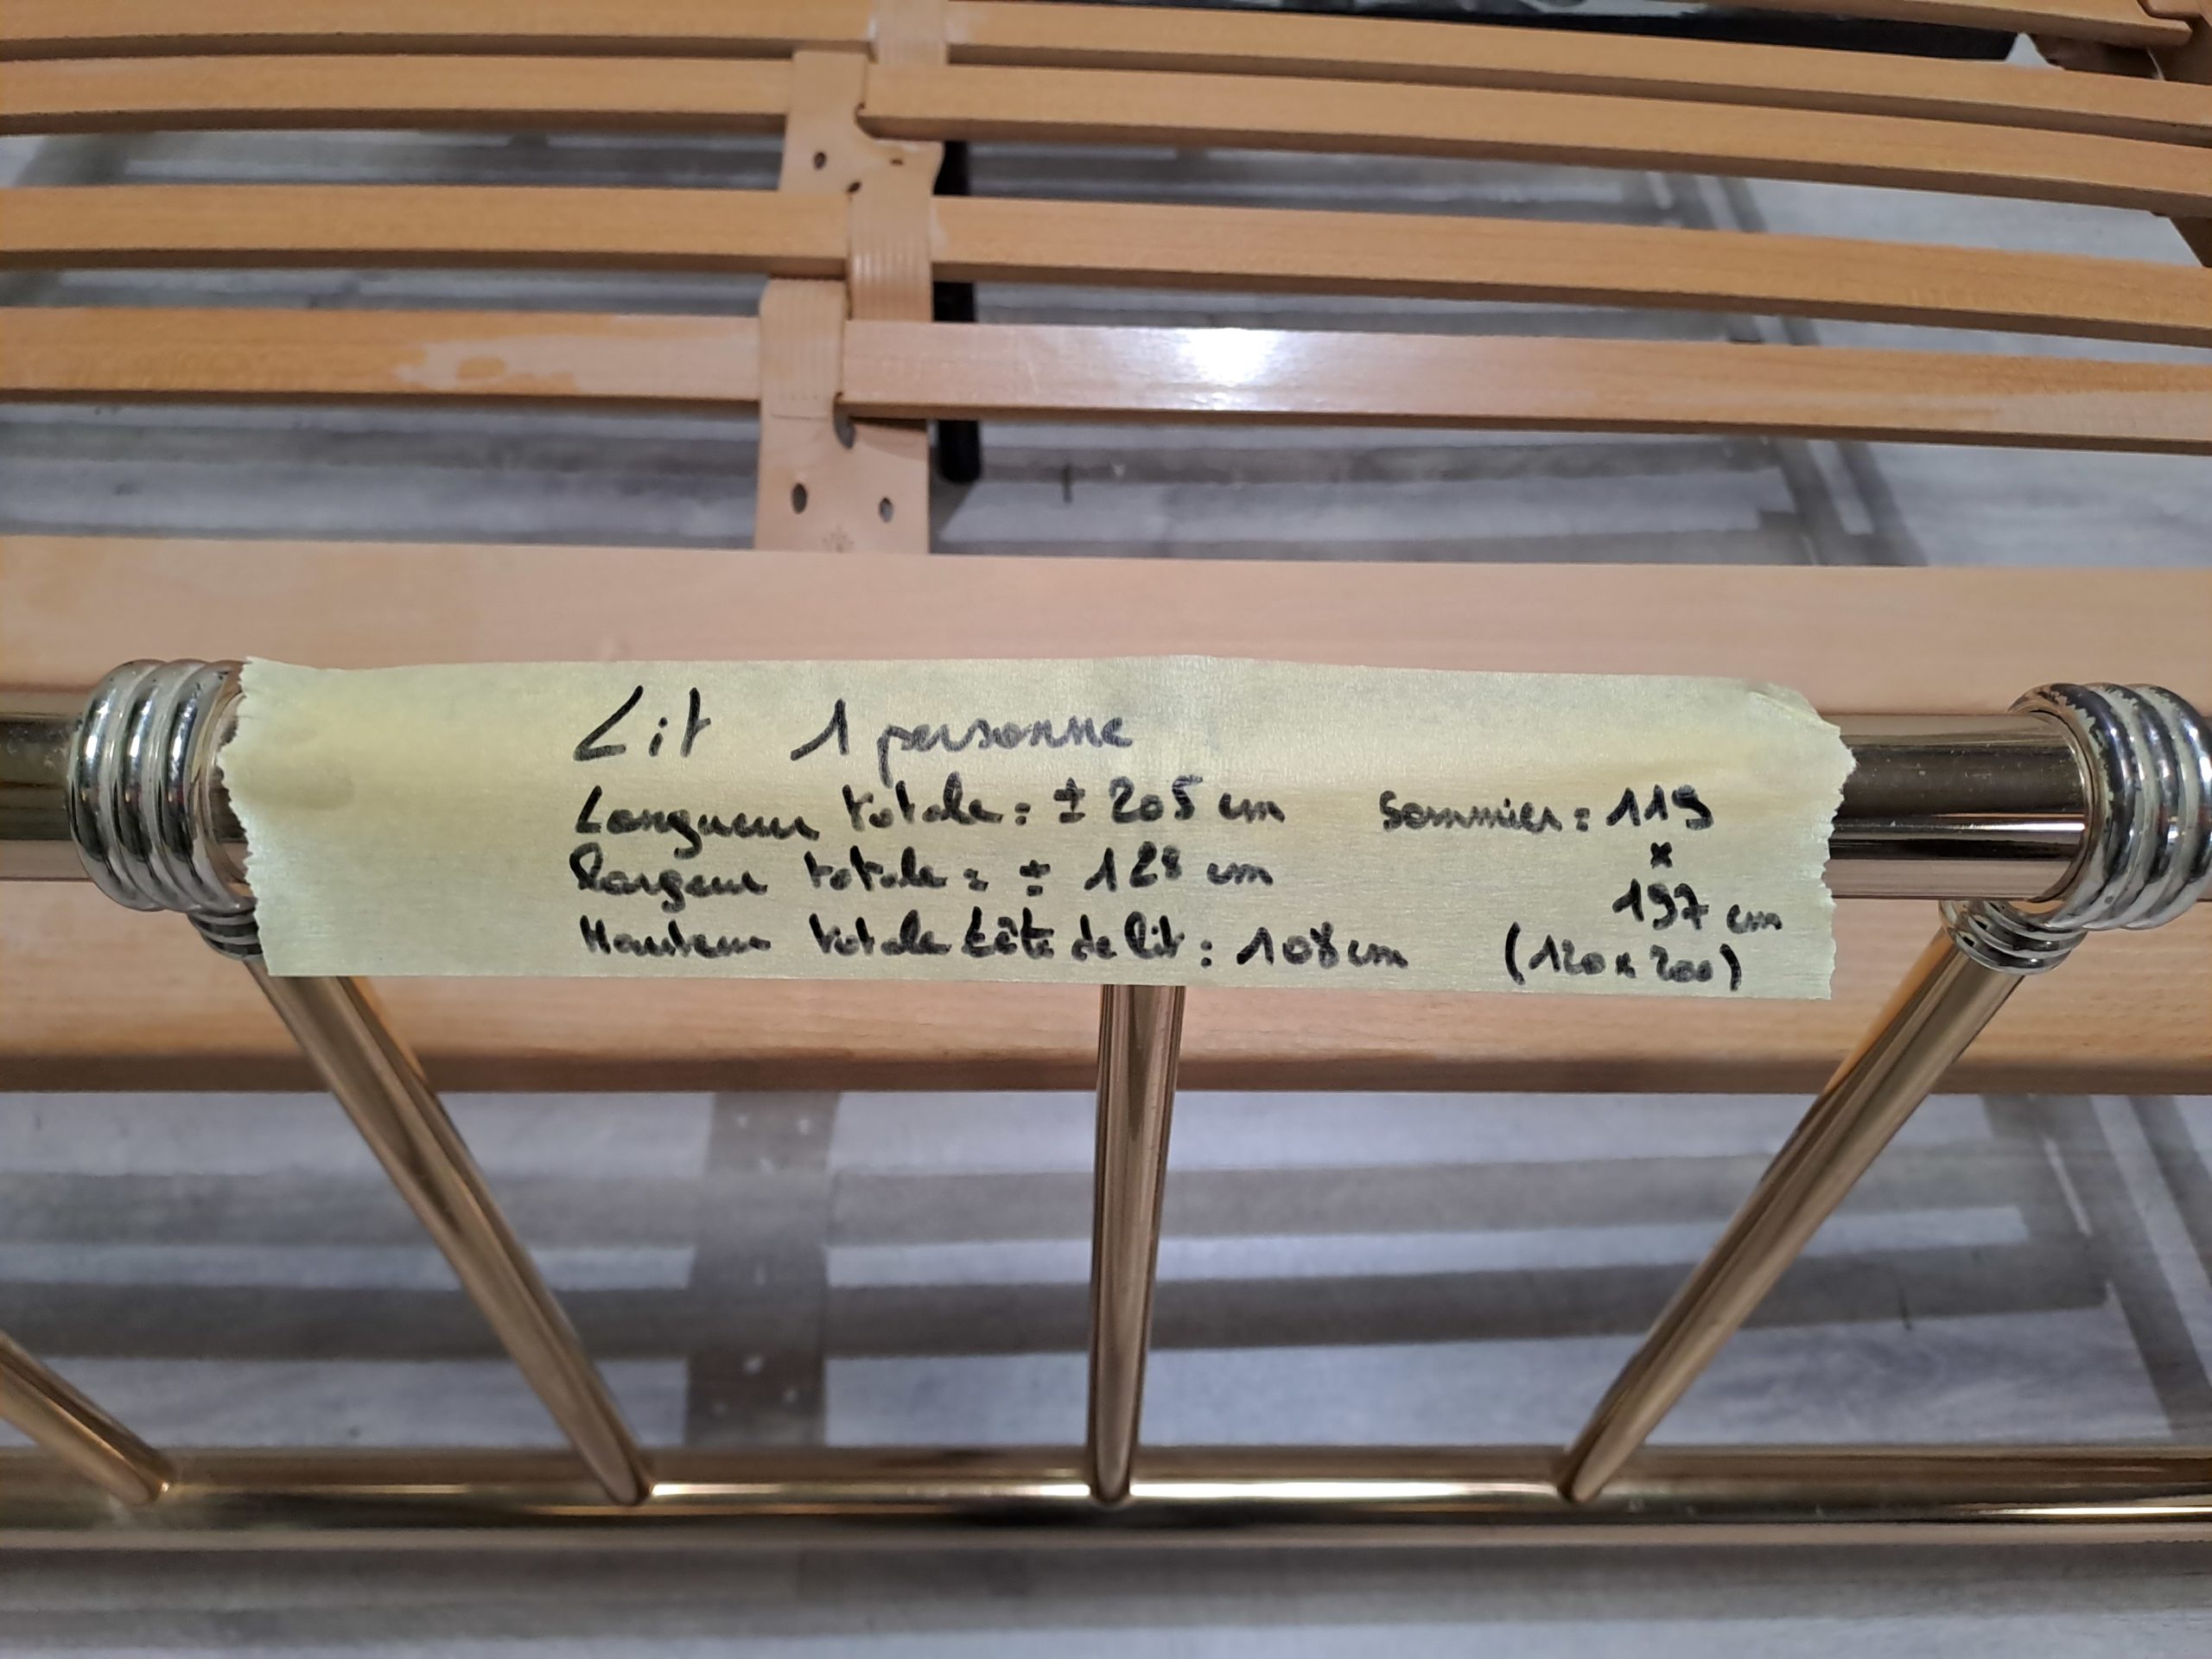 Lit 1 personne
Longueur totale : ± 205 cm
Largeur totale : ± 128 cm
Hauteur totale tête de lit : 108 cm
Sommier : 119
x
197 cm
(120 x 200)